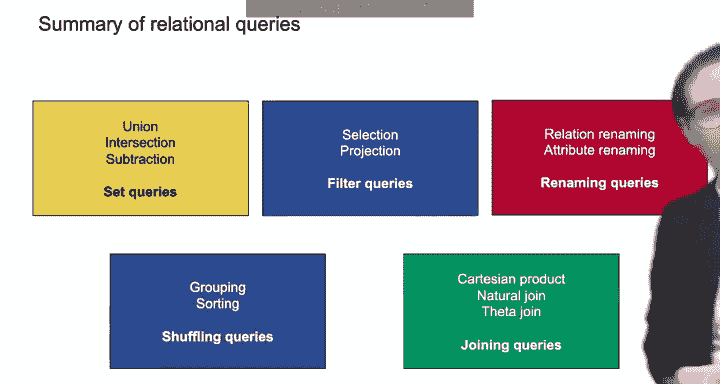 Summary of relational queries
Union
Intersection
Subtraction
Set queries
Selection
Projection
Filter queries
Relation renaming
Attribute renaming
Renaming queries
Grouping
Sorting
Shuffling queries
Cartesian product
Natural join
Theta join
Joining queries